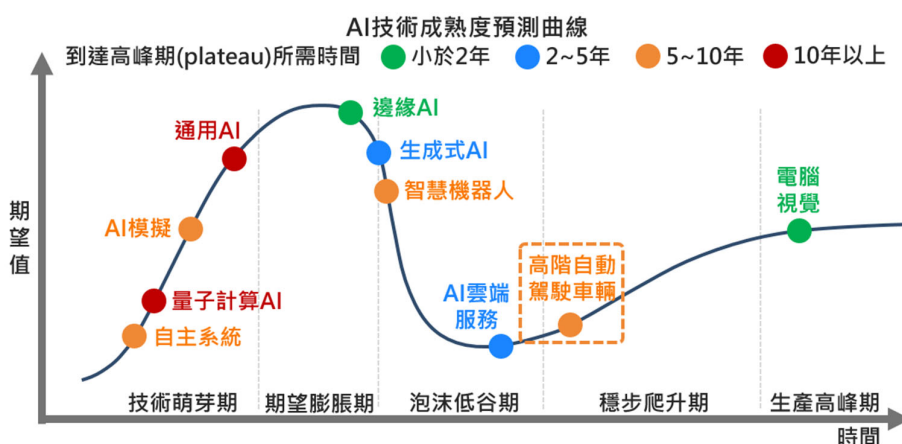 AI技術成熟度預測曲線
到達高峰期(plateau)所需時間 小於2年 2~5年 5~10年 10年以上
期望值
通用AI
AI模擬
量子計算AI
自主系統
邊緣AI
生成式AI
智慧機器人
AI雲端
服務
高階自動
駕駛車輛
電腦
視覺
技術萌芽期 期望膨脹期 泡沫低谷期 穩步爬升期 生產高峰期
時間